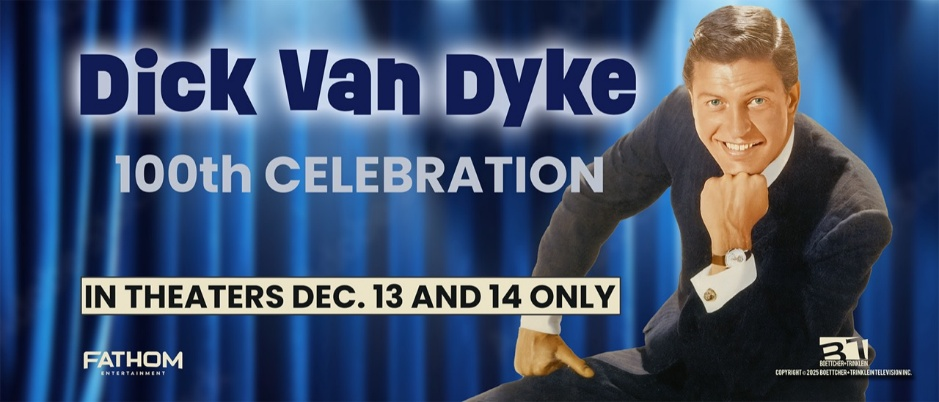 Dick Van Dyke
100th CELEBRATION
IN THEATERS DEC. 13 AND 14 ONLY
FATHOM
ENTERTAINMENT
BT
BOETTCHER+TRINKLEIN
COPYRIGHT © 2025 BOETTCHER+TRINKLEIN TELEVISION INC.